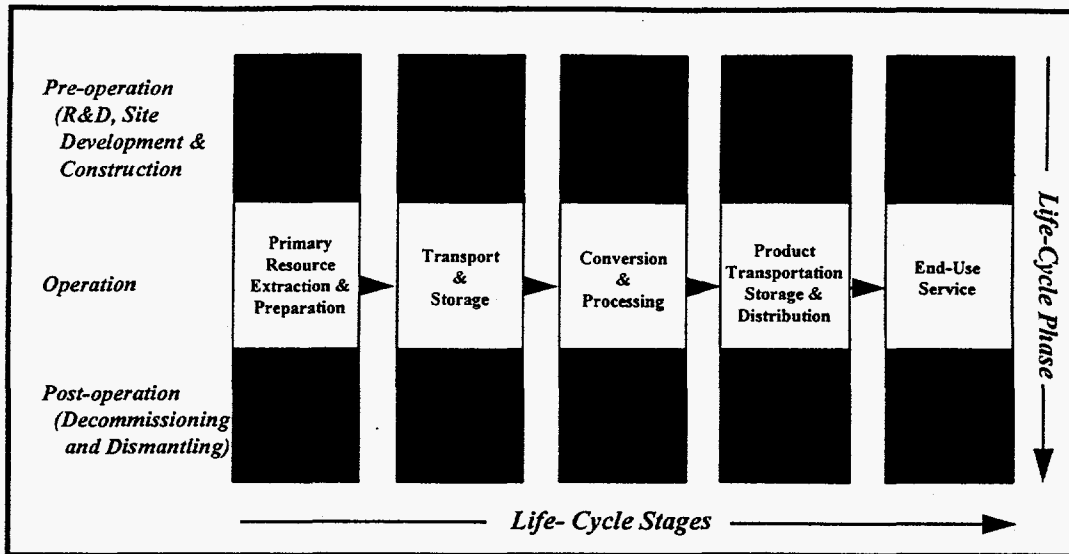 Pre-operation
(R&D, Site
Development &
Construction
Operation
Post-operation
(Decommissioning
and Dismantling)
Primary
Resource
Extraction &
Preparation
Transport
&
Storage
Conversion
&
Processing
Product
Transportation
Storage &
Distribution
End-Use
Service
Life-Cycle Phase
Life- Cycle Stages